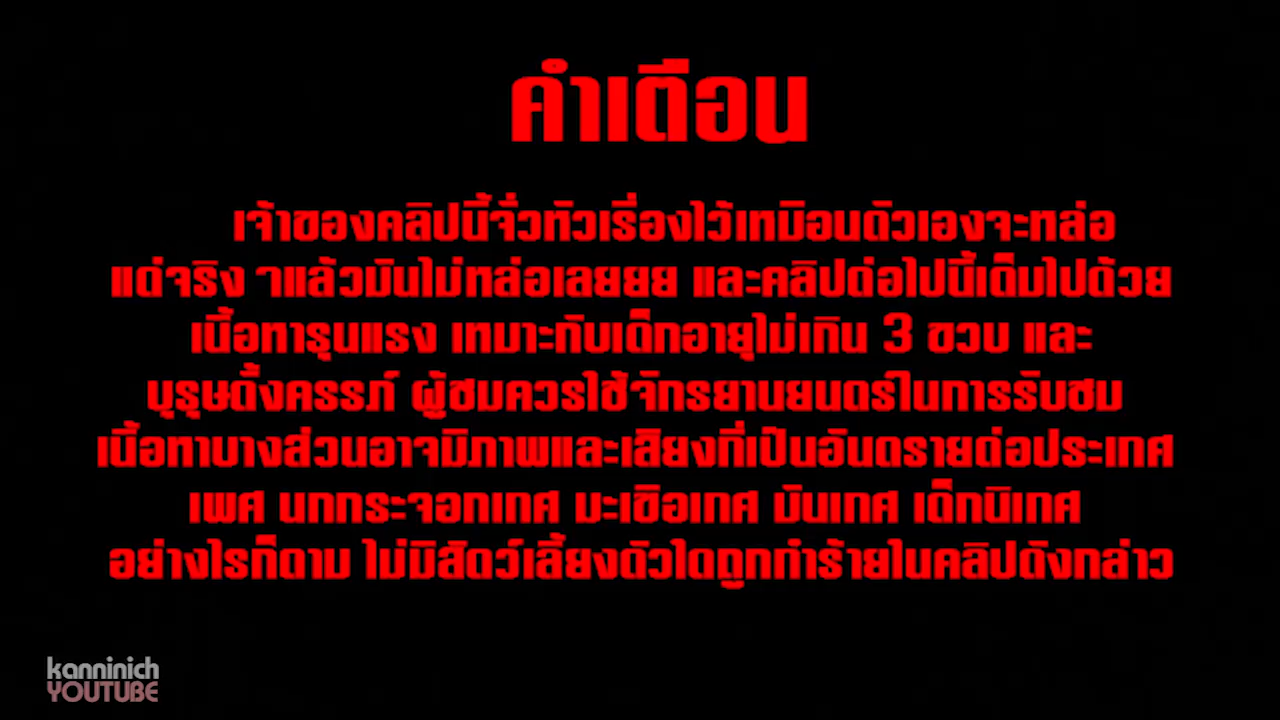 คำเตือน
เจ้าของคลิปนี้จั่วหัวเรื่องไว้เหมือนตัวเองจะหล่อ
แต่จริง ๆแล้วมันไม่หล่อเลยยย และคลิปต่อไปนี้เต็มไปด้วย
เนื้อหารุนแรง เหมาะกับเด็กอายุไม่เกิน 3 ขวบ และ
บุรุษตั้งครรภ์ ผู้ชมควรใช้จักรยานยนตร์ในการรับชม
เนื้อหาบางส่วนอาจมีภาพและเสียงที่เป็นอันตรายต่อประเทศ
เพศ นกกระจอกเทศ มะเขือเทศ บันเทศ เด็กนิเทศ
อย่างไรก็ตาม ไม่มีสัตว์เลี้ยงตัวใดถูกทำร้ายในคลิปดังกล่าว
kanninich
YOUTUBE